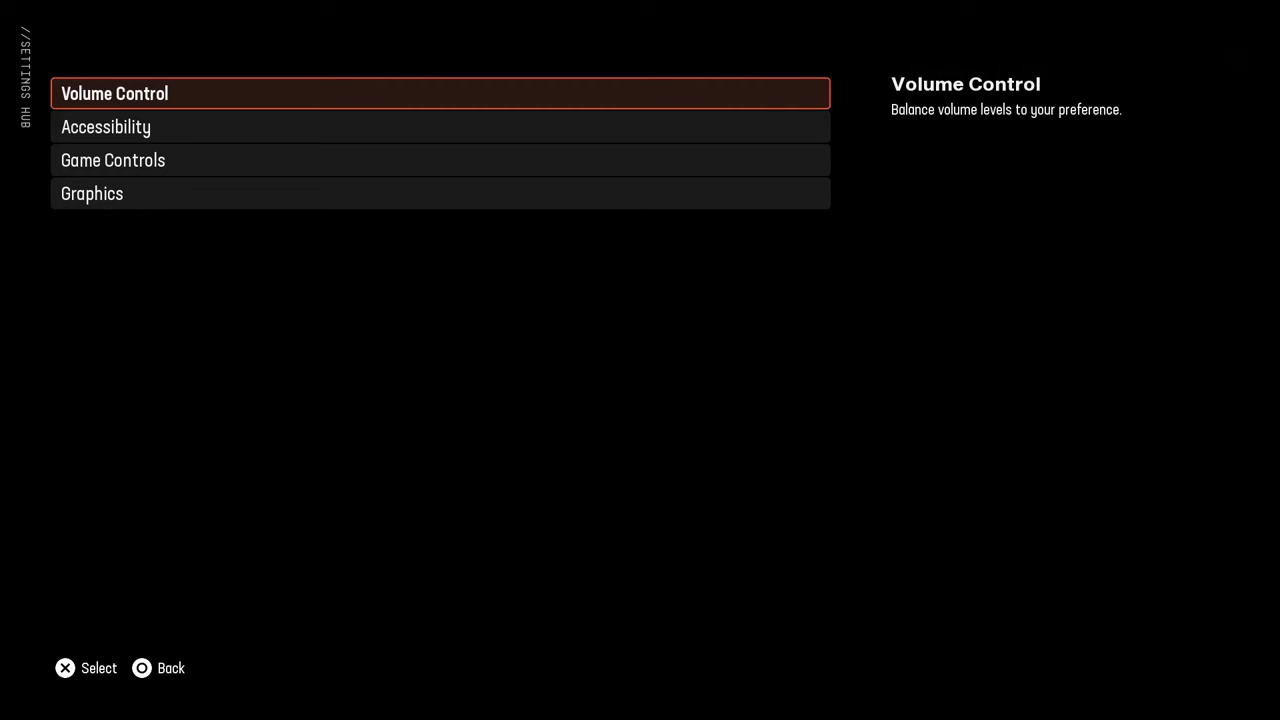 //SETTINGS HUB
Volume Control
Accessibility
Game Controls
Graphics
Volume Control
Balance volume levels to your preference.
Select Back